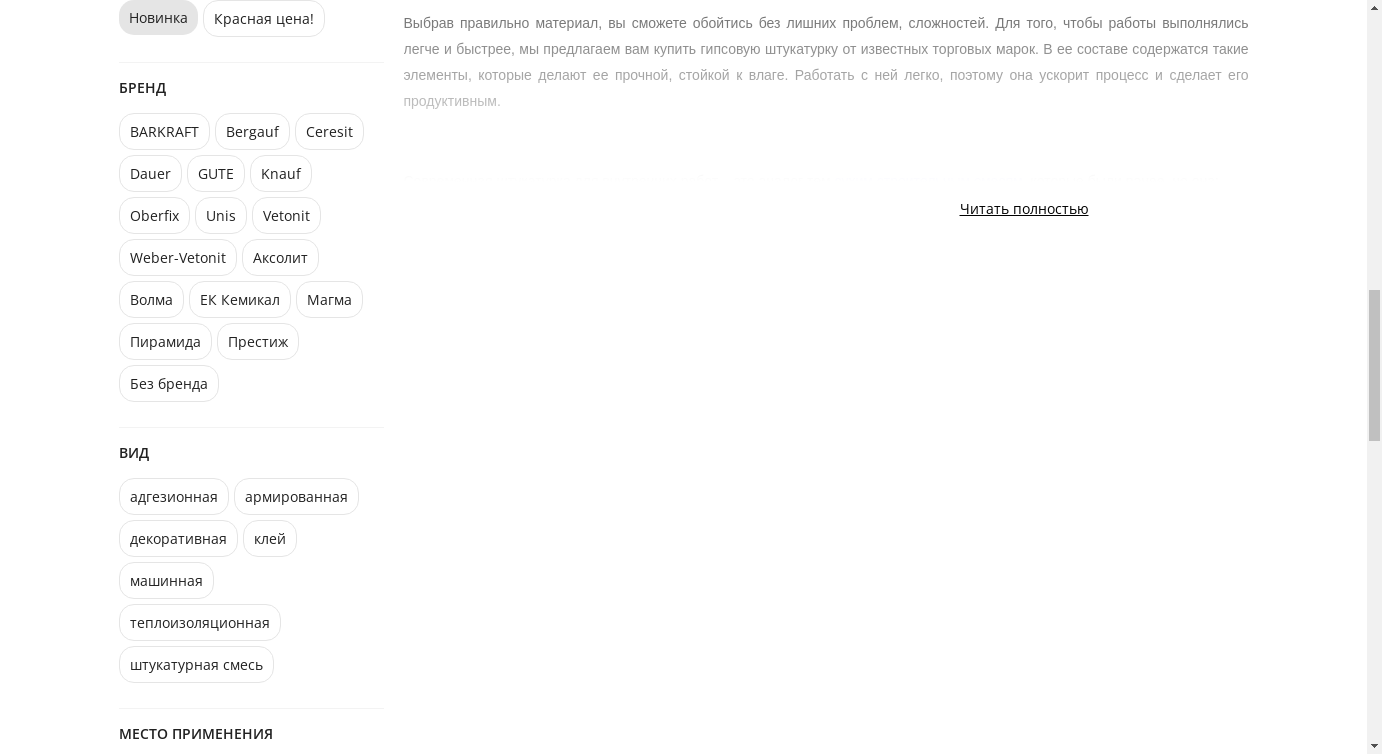 Новинка Красная цена!
БРЕНД
BARKRAFT Bergauf Ceresit
Dauer GUTE Knauf
Oberfix Unis Vetonit
Weber-Vetonit Аксолит
Волма ЕК Кемикал Магма
Пирамида Престиж
Без бренда
ВИД
адгезионная армированная
декоративная клей
машинная
теплоизоляционная
штукатурная смесь
МЕСТО ПРИМЕНЕНИЯ
Выбрав правильно материал, вы сможете обойтись без лишних проблем, сложностей. Для того, чтобы работы выполнялись
легче и быстрее, мы предлагаем вам купить гипсовую штукатурку от известных торговых марок. В ее составе содержатся такие
элементы, которые делают ее прочной, стойкой к влаге. Работать с ней легко, поэтому она ускорит процесс и сделает его
продуктивным.
Читать полностью